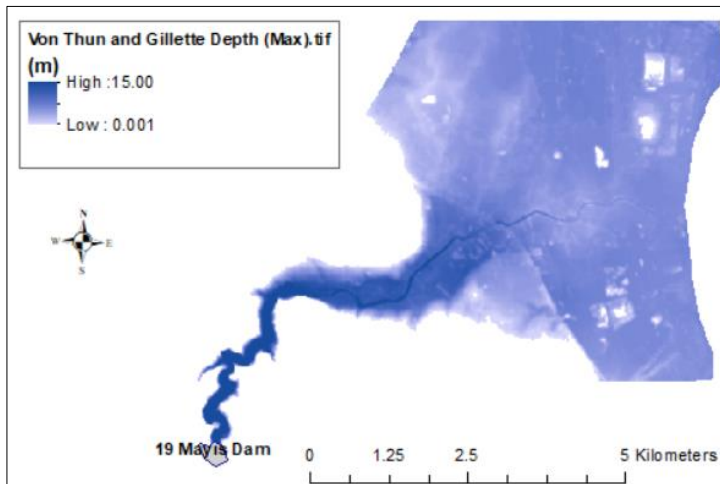 Von Thun and Gillette Depth (Max).tif
(m)
High :15.00
Low : 0.001
N
W E
S
19 Mayis Dam
0 1.25 2.5 5 Kilometers